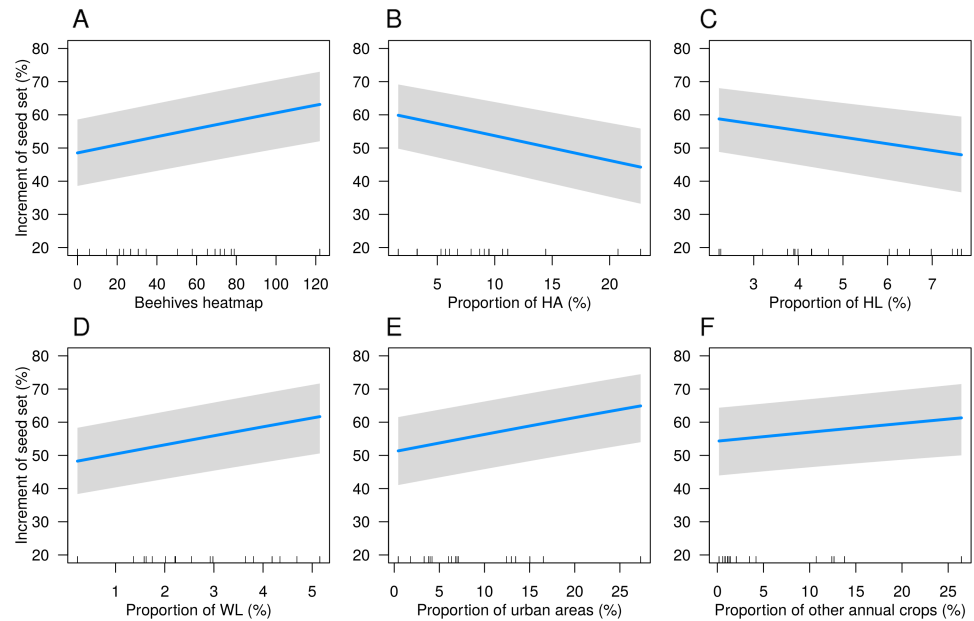 A B C
Increment of seed set (%)
80 80 80
70 70 70
60 60 60
50 50 50
40 40 40
30 30 30
20 20 20
0 20 40 60 80 100 120 5 10 15 20 3 4 5 6 7
Beehives heatmap Proportion of HA (%) Proportion of HL (%)
D E F
Increment of seed set (%)
80 80 80
70 70 70
60 60 60
50 50 50
40 40 40
30 30 30
20 20 20
1 2 3 4 5 0 5 10 15 20 25 0 5 10 15 20 25
Proportion of WL (%) Proportion of urban areas (%) Proportion of other annual crops (%)